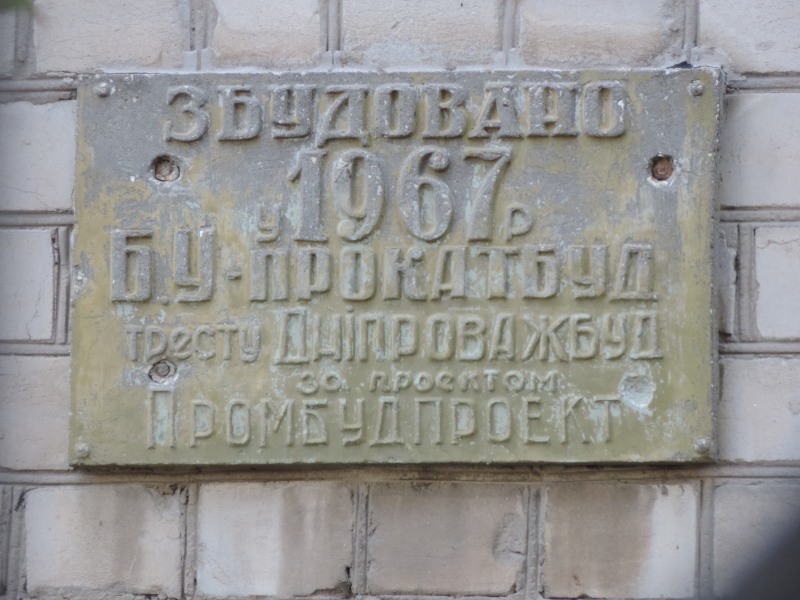 ЗБУДОВАНО
у 1967 р
Б.У-ПРОКАТБУД
тресту ДНІПРОВАЖБУД
за проектом
ПРОМБУДПРОЕКТ